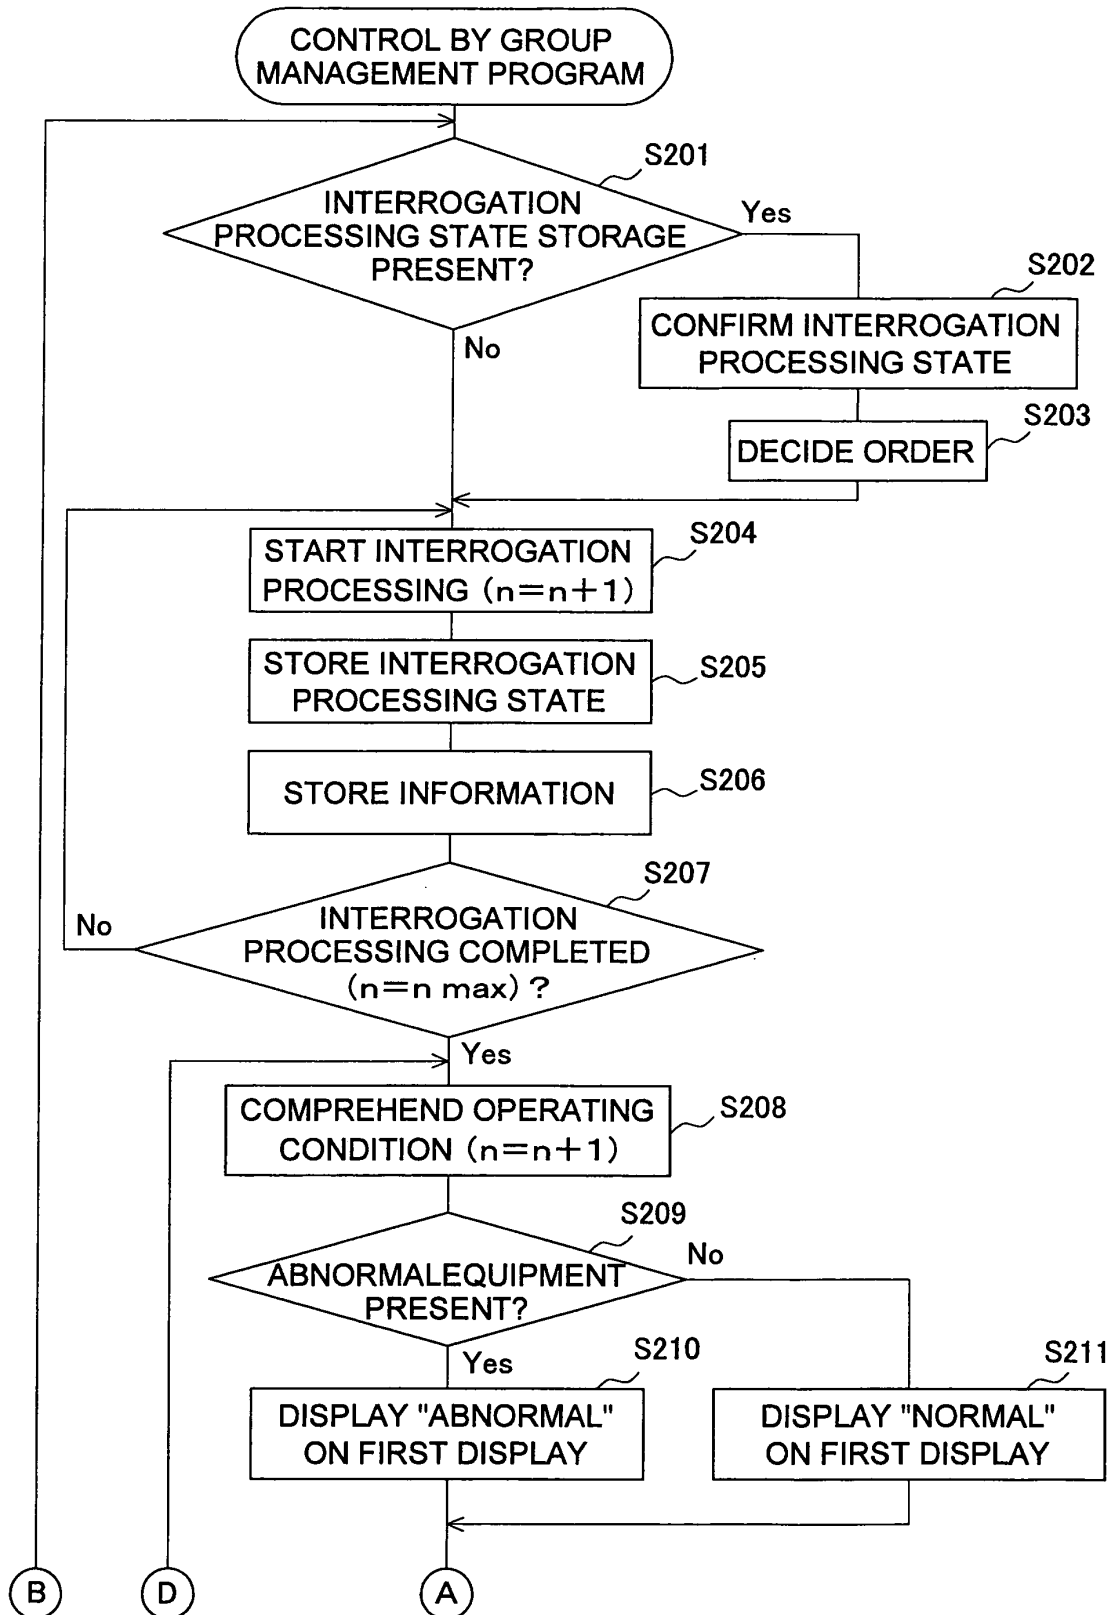 CONTROL BY GROUP
MANAGEMENT PROGRAM
S201
INTERROGATION
PROCESSING STATE STORAGE
PRESENT?
Yes
No
S202
CONFIRM INTERROGATION
PROCESSING STATE
S203
DECIDE ORDER
S204
START INTERROGATION
PROCESSING (n=n+1)
S205
STORE INTERROGATION
PROCESSING STATE
S206
STORE INFORMATION
S207
INTERROGATION
PROCESSING COMPLETED
(n=n max) ?
No
Yes
S208
COMPREHEND OPERATING
CONDITION (n=n+1)
S209
ABNORMALEQUIPMENT
PRESENT?
No
Yes
S210
DISPLAY "ABNORMAL"
ON FIRST DISPLAY
S211
DISPLAY "NORMAL"
ON FIRST DISPLAY
B
D
A